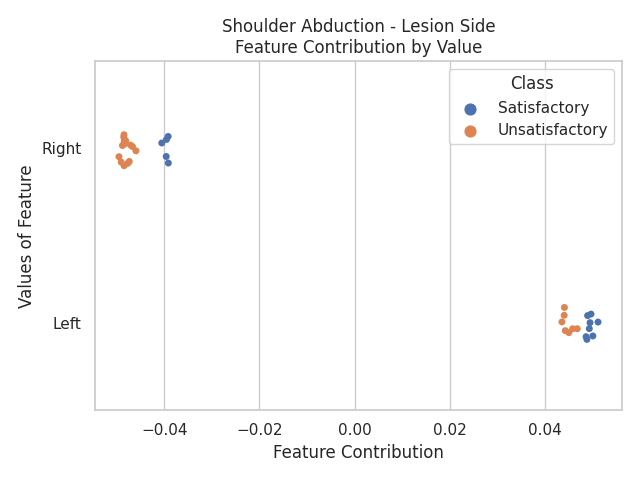 Shoulder Abduction - Lesion Side
Feature Contribution by Value
Class
Satisfactory
Unsatisfactory
Values of Feature
Right
Left
−0.04
−0.02
0.00
0.02
0.04
Feature Contribution